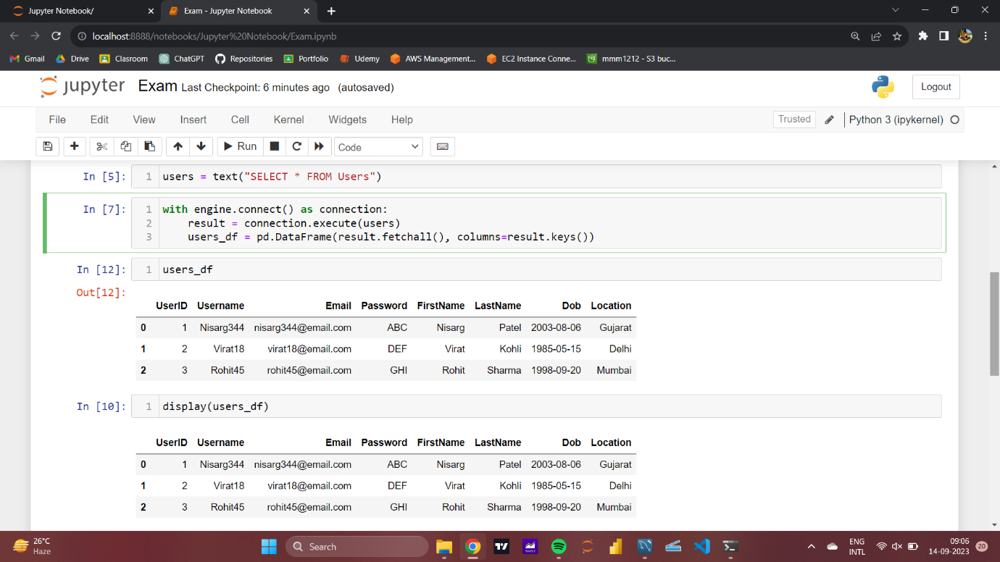 Jupyter Notebook/
Exam - Jupyter Notebook
localhost:8888/notebooks/Jupyter%20Notebook/Exam.ipynb
Gmail Drive Clasroom ChatGPT Repositories Portfolio Udemy AWS Management... EC2 Instance Conne... mmm1212 - S3 buc...
jupyter Exam Last Checkpoint: 6 minutes ago (autosaved)
Logout
File Edit View Insert Cell Kernel Widgets Help
Trusted Python 3 (ipykernel)
Run Code
In [5]: 1 users = text("SELECT * FROM Users")
In [7]: 1 with engine.connect() as connection:
2 result = connection.execute(users)
3 users_df = pd.DataFrame(result.fetchall(), columns=result.keys())
In [12]: 1 users_df
Out[12]:
UserID Username Email Password FirstName LastName Dob Location
0 1 Nisarg344 nisarg344@email.com ABC Nisarg Patel 2003-08-06 Gujarat
1 2 Virat18 virat18@email.com DEF Virat Kohli 1985-05-15 Delhi
2 3 Rohit45 rohit45@email.com GHI Rohit Sharma 1998-09-20 Mumbai
In [10]: 1 display(users_df)
UserID Username Email Password FirstName LastName Dob Location
0 1 Nisarg344 nisarg344@email.com ABC Nisarg Patel 2003-08-06 Gujarat
1 2 Virat18 virat18@email.com DEF Virat Kohli 1985-05-15 Delhi
2 3 Rohit45 rohit45@email.com GHI Rohit Sharma 1998-09-20 Mumbai
26°C
Haze
Search
ENG
INTL
09:06
14-09-2023
20